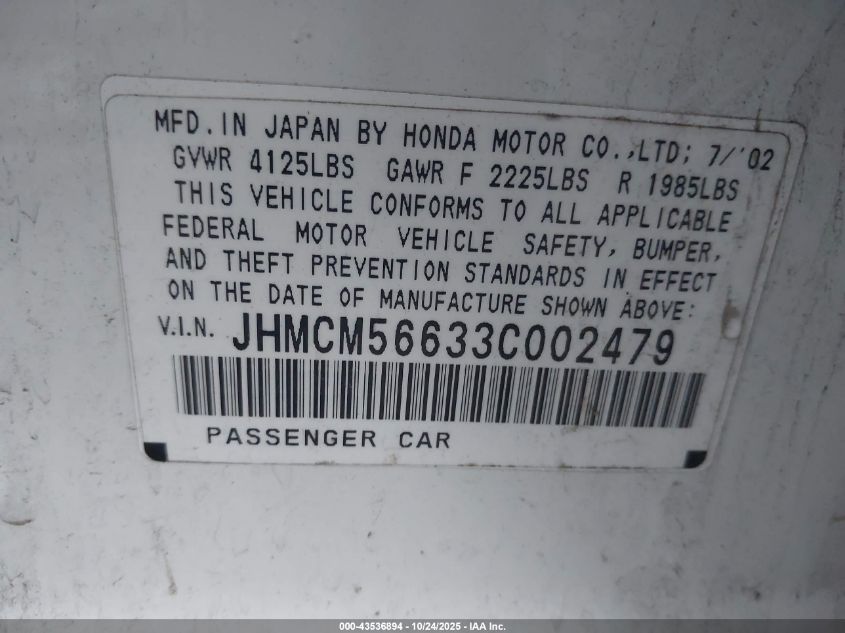 MFD. IN JAPAN BY HONDA MOTOR CO.,LTD; 7/'02
GVWR 4125LBS GAWR F 2225LBS R 1985LBS
THIS VEHICLE CONFORMS TO ALL APPLICABLE
FEDERAL MOTOR VEHICLE SAFETY, BUMPER,
AND THEFT PREVENTION STANDARDS IN EFFECT
ON THE DATE OF MANUFACTURE SHOWN ABOVE:
V.I.N. JHMCM56633C002479
PASSENGER CAR
000-43536894 - 10/24/2025 - IAA Inc.